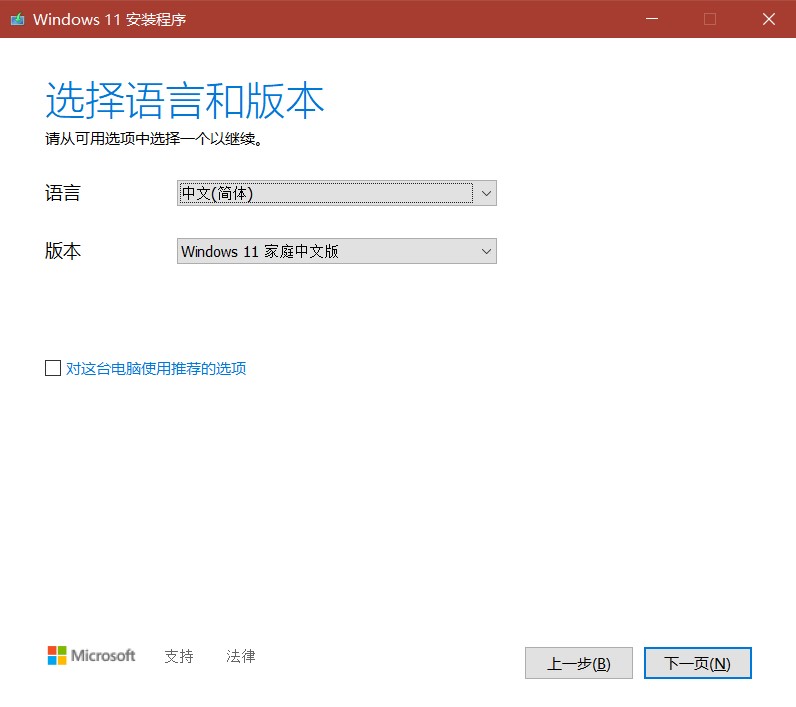 Windows 11 安装程序
选择语言和版本
请从可用选项中选择一个以继续。
语言 中文(简体)
版本 Windows 11 家庭中文版
对这台电脑使用推荐的选项
Microsoft 支持 法律 上一步(B) 下一页(N)